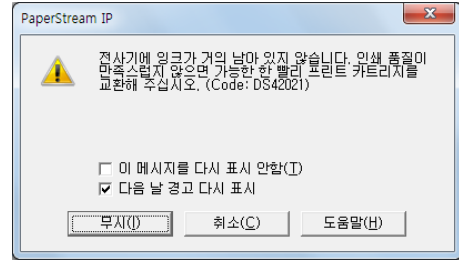 PaperStream IP
전사기에 잉크가 거의 남아 있지 않습니다. 인쇄 품질이
만족스럽지 않으면 가능한 한 빨리 프린트 카트리지를
교환해 주십시오. (Code: DS42021)
이 메시지를 다시 표시 안함(T)
다음 날 경고 다시 표시
무시(I)
취소(C)
도움말(H)